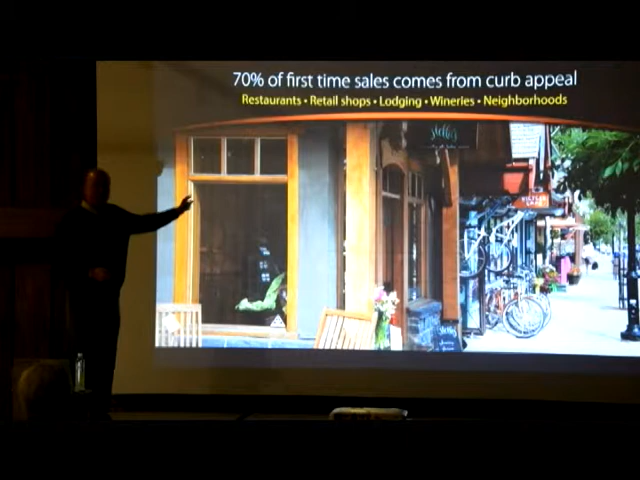 70% of first time sales comes from curb appeal
Restaurants • Retail shops • Lodging • Wineries • Neighborhoods